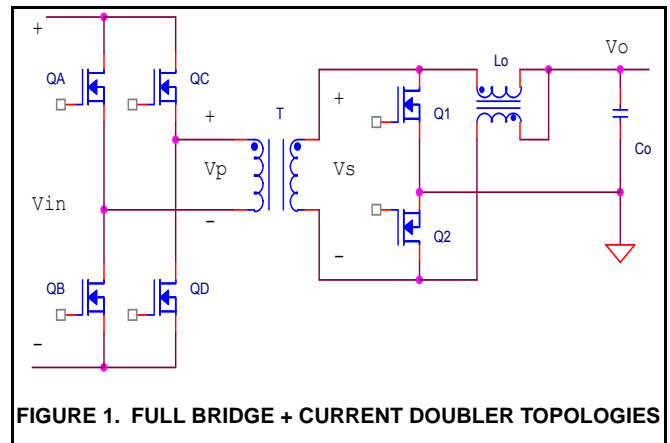 +
QA
QC
Vin
QB
QD
−
+
Vp
−
T
+
Vs
−
Q1
Q2
Lo
Vo
Co
FIGURE 1. FULL BRIDGE + CURRENT DOUBLER TOPOLOGIES